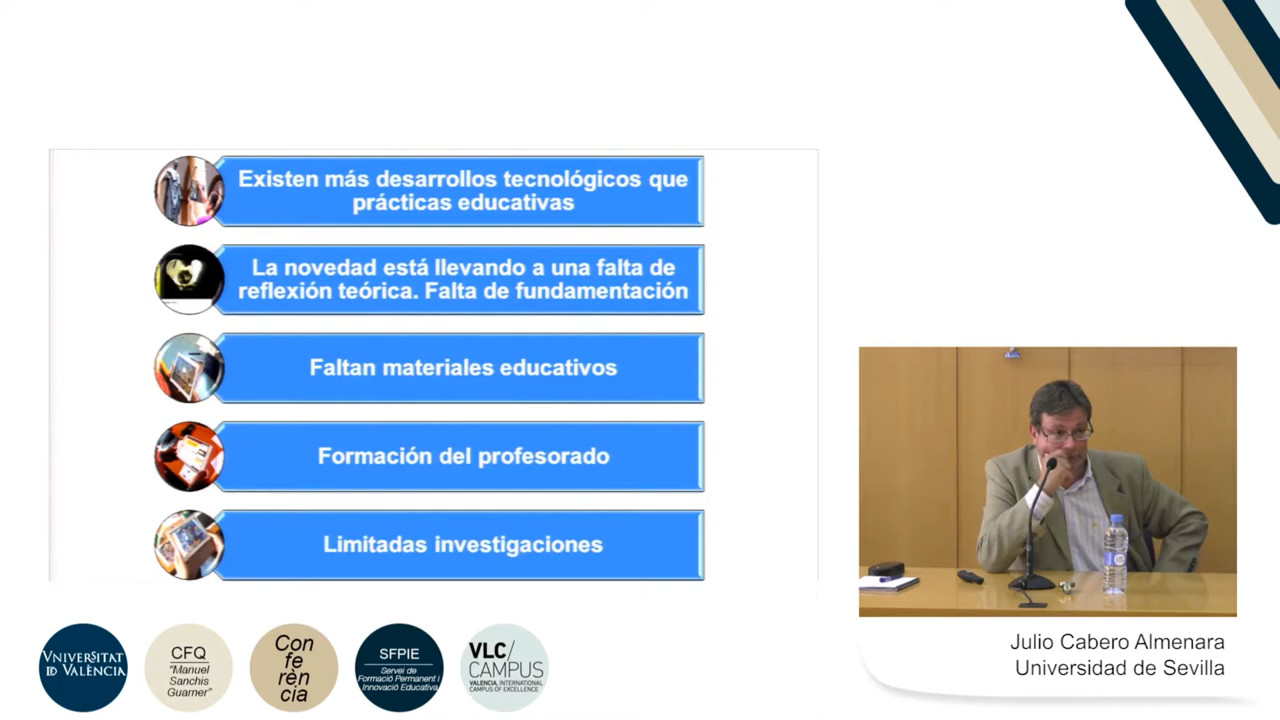 Existen más desarrollos tecnológicos que
prácticas educativas
La novedad está llevando a una falta de
reflexión teórica. Falta de fundamentación
Faltan materiales educativos
Formación del profesorado
Limitadas investigaciones
Julio Cabero Almenara
Universidad de Sevilla
VNIVERSITAT
ID VALÈNCIA
CFQ
"Manuel
Sanchis
Guarner"
Con
fe
rèn
cia
SFPIE
Servei de
Formació Permanent i
Innovació Educativa
VLC/
CAMPUS
VALENCIA, INTERNATIONAL
CAMPUS OF EXCELLENCE